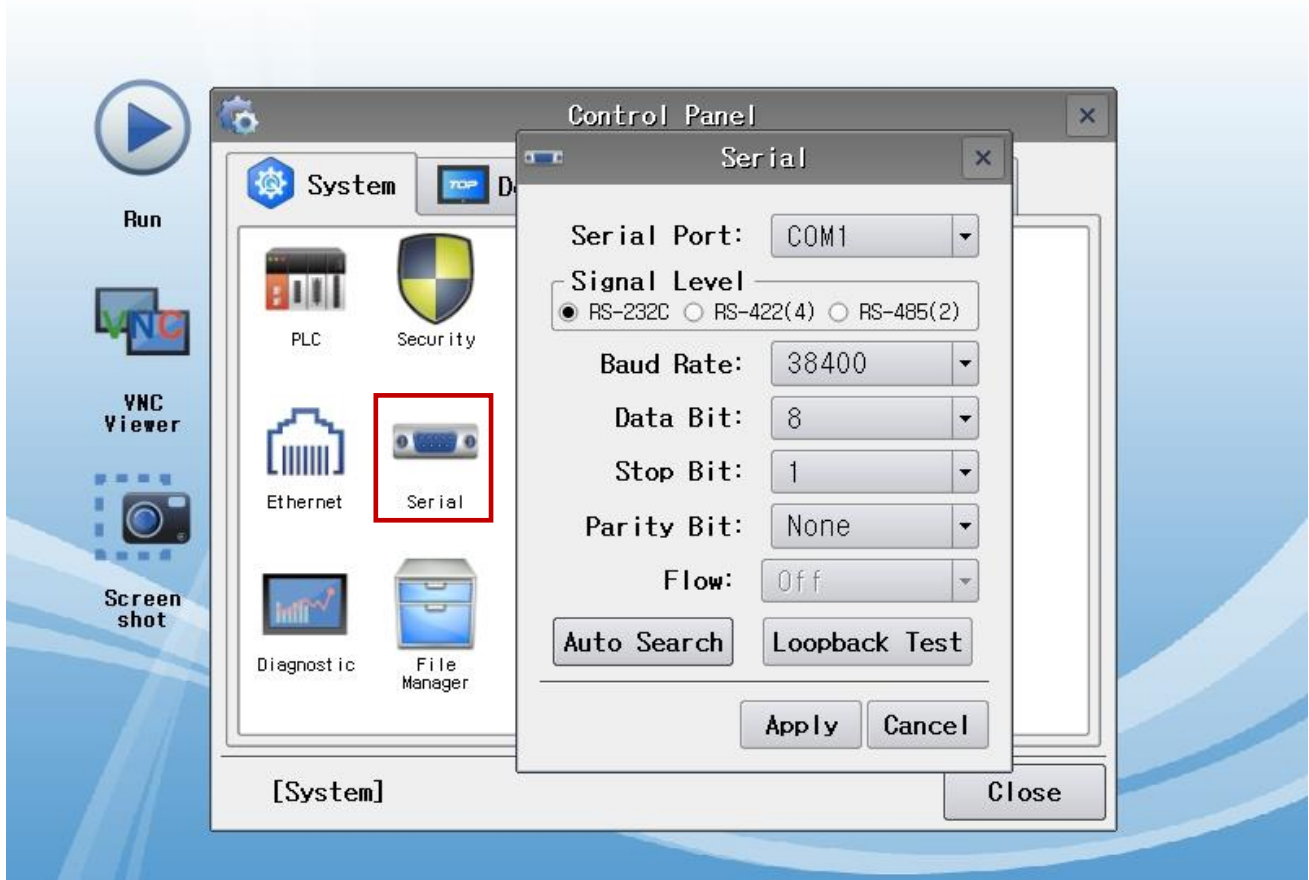 Run
VNC
Viewer
Screen
shot
Control Panel
System
TOP
PLC
Security
Ethernet
Serial
Diagnostic
File
Manager
[System]
Close
Serial
Serial Port: COM1
Signal Level
RS-232C RS-422(4) RS-485(2)
Baud Rate: 38400
Data Bit: 8
Stop Bit: 1
Parity Bit: None
Flow: Off
Auto Search Loopback Test
Apply Cancel